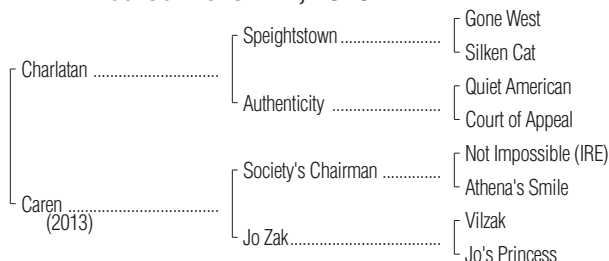 Gone West
Speightstown
Silken Cat
Charlatan
Quiet American
Authenticity
Court of Appeal
Not Impossible (IRE)
Society's Chairman
Athena's Smile
Caren
(2013)
Vilzak
Jo Zak
Jo's Princess